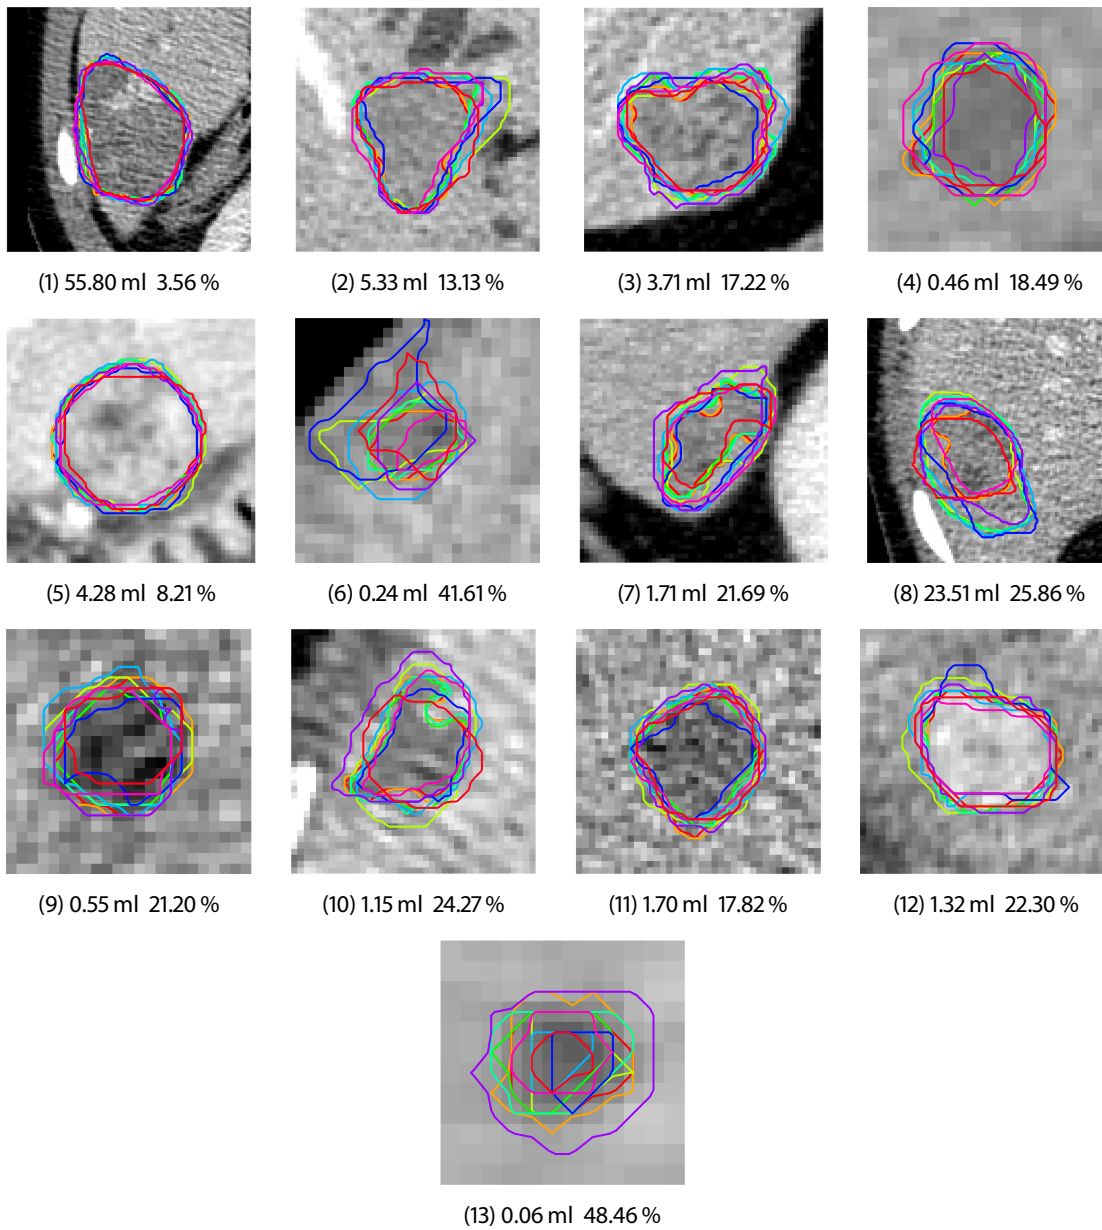 (1) 55.80 ml 3.56 %
(2) 5.33 ml 13.13 %
(3) 3.71 ml 17.22 %
(4) 0.46 ml 18.49 %
(5) 4.28 ml 8.21 %
(6) 0.24 ml 41.61 %
(7) 1.71 ml 21.69 %
(8) 23.51 ml 25.86 %
(9) 0.55 ml 21.20 %
(10) 1.15 ml 24.27 %
(11) 1.70 ml 17.82 %
(12) 1.32 ml 22.30 %
(13) 0.06 ml 48.46 %